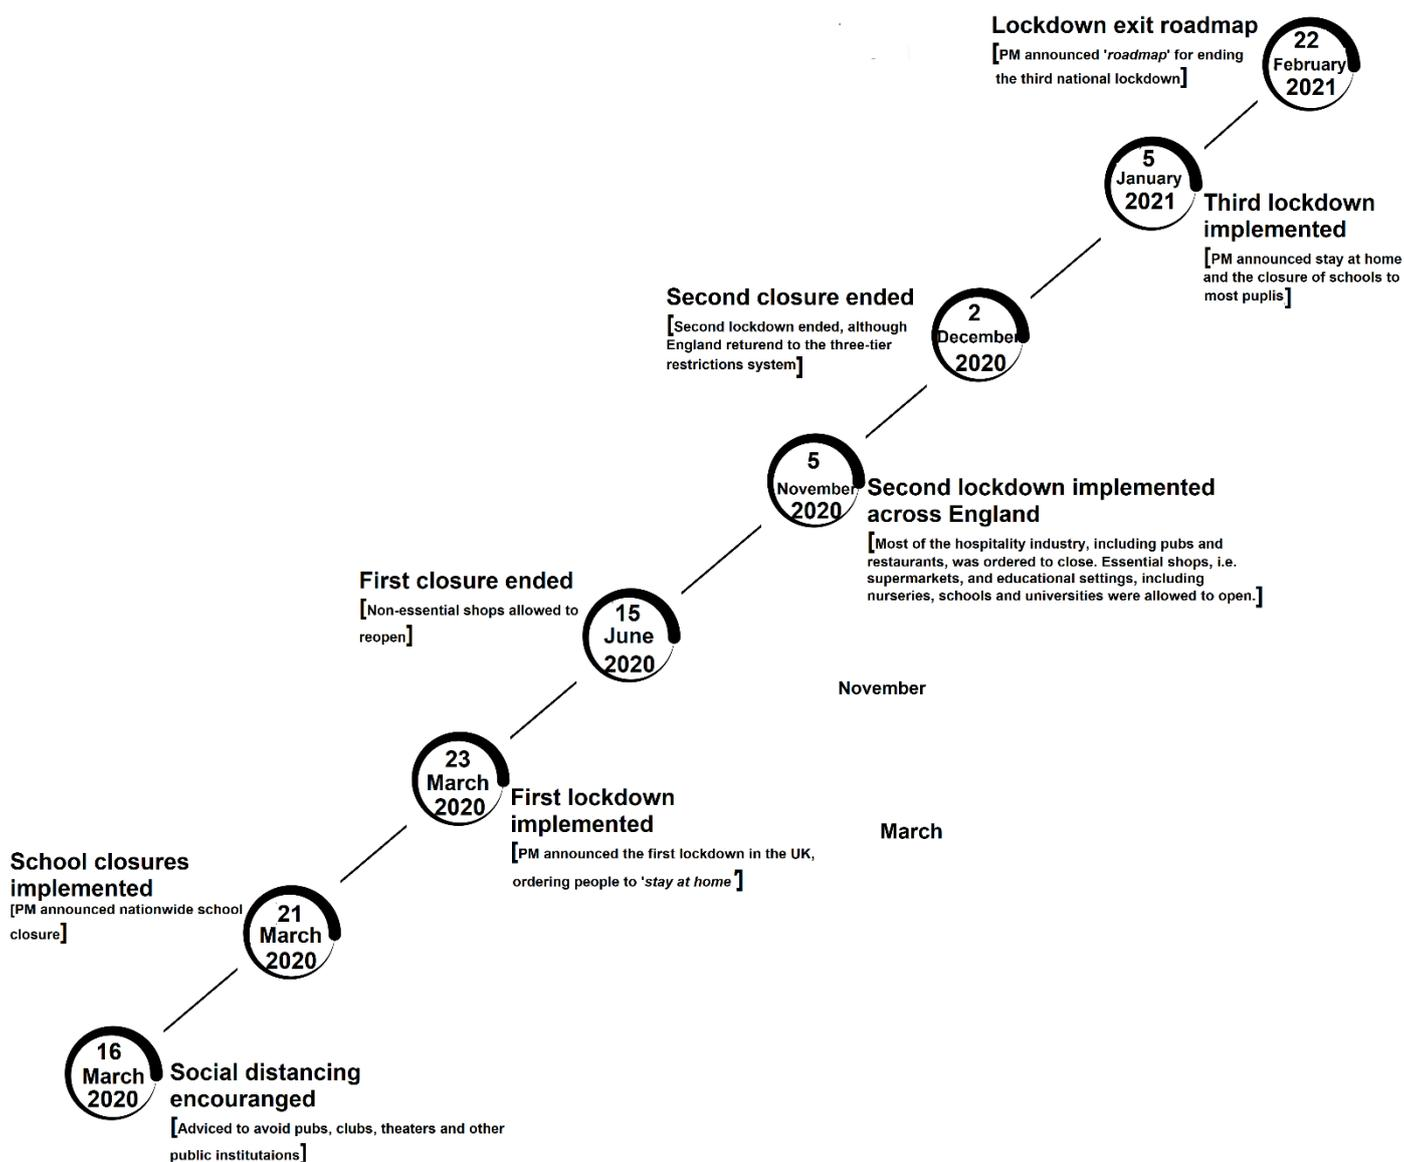 Lockdown exit roadmap
[PM announced 'roadmap' for ending
the third national lockdown]
22
February
2021
5
January
2021
Third lockdown
implemented
[PM announced stay at home
and the closure of schools to
most puplis]
Second closure ended
[Second lockdown ended, although
England returend to the three-tier
restrictions system]
2
December
2020
5
November
2020
Second lockdown implemented
across England
[Most of the hospitality industry, including pubs and
restaurants, was ordered to close. Essential shops, i.e.
supermarkets, and educational settings, including
nurseries, schools and universities were allowed to open.]
First closure ended
[Non-essential shops allowed to
reopen]
15
June
2020
November
23
March
2020
First lockdown
implemented
[PM announced the first lockdown in the UK,
ordering people to 'stay at home']
March
School closures
implemented
[PM announced nationwide school
closure]
21
March
2020
16
March
2020
Social distancing
encouranged
[Adviced to avoid pubs, clubs, theaters and other
public institutaions]